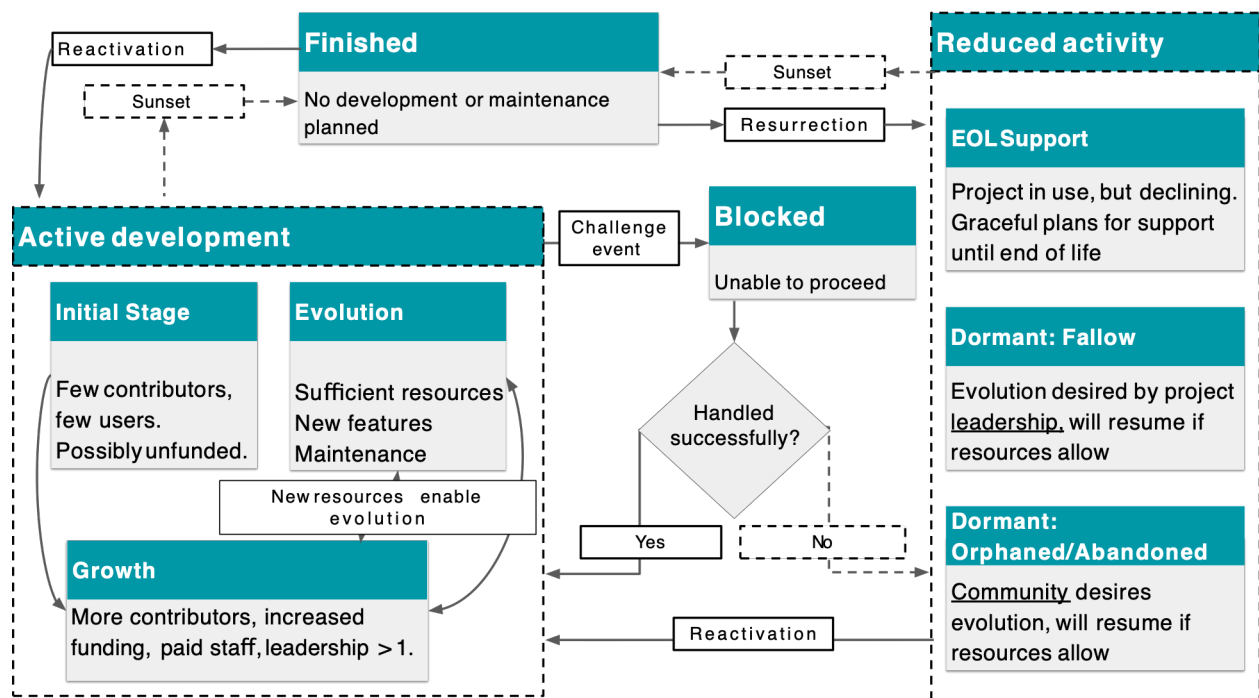 Reactivation
Finished
No development or maintenance
planned
Sunset
Sunset
Resurrection
Reduced activity
EOL Support
Project in use, but declining.
Graceful plans for support
until end of life
Dormant: Fallow
Evolution desired by project
leadership, will resume if
resources allow
Dormant:
Orphaned/Abandoned
Community desires
evolution, will resume if
resources allow
Active development
Initial Stage
Few contributors,
few users.
Possibly unfunded.
Evolution
Sufficient resources
New features
Maintenance
New resources enable
evolution
Growth
More contributors, increased
funding, paid staff, leadership > 1.
Challenge
event
Blocked
Unable to proceed
Handled
successfully?
Yes
No
Reactivation